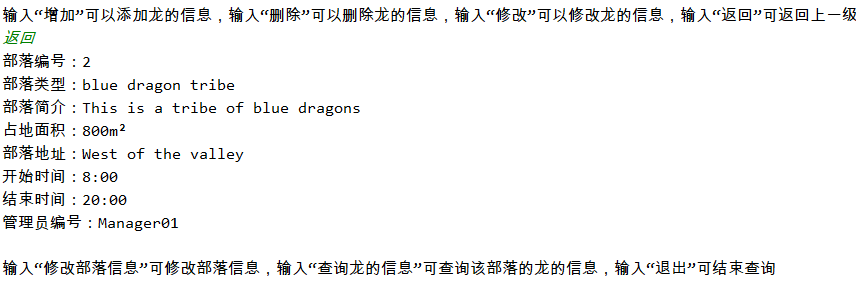 输入“增加”可以添加龙的信息，输入“删除”可以删除龙的信息，输入“修改”可以修改龙的信息，输入“返回”可返回上一级
返回
部落编号：2
部落类型：blue dragon tribe
部落简介：This is a tribe of blue dragons
占地面积：800m²
部落地址：West of the valley
开始时间：8:00
结束时间：20:00
管理员编号：Manager01
输入“修改部落信息”可修改部落信息，输入“查询龙的信息”可查询该部落的龙的信息，输入“退出”可结束查询